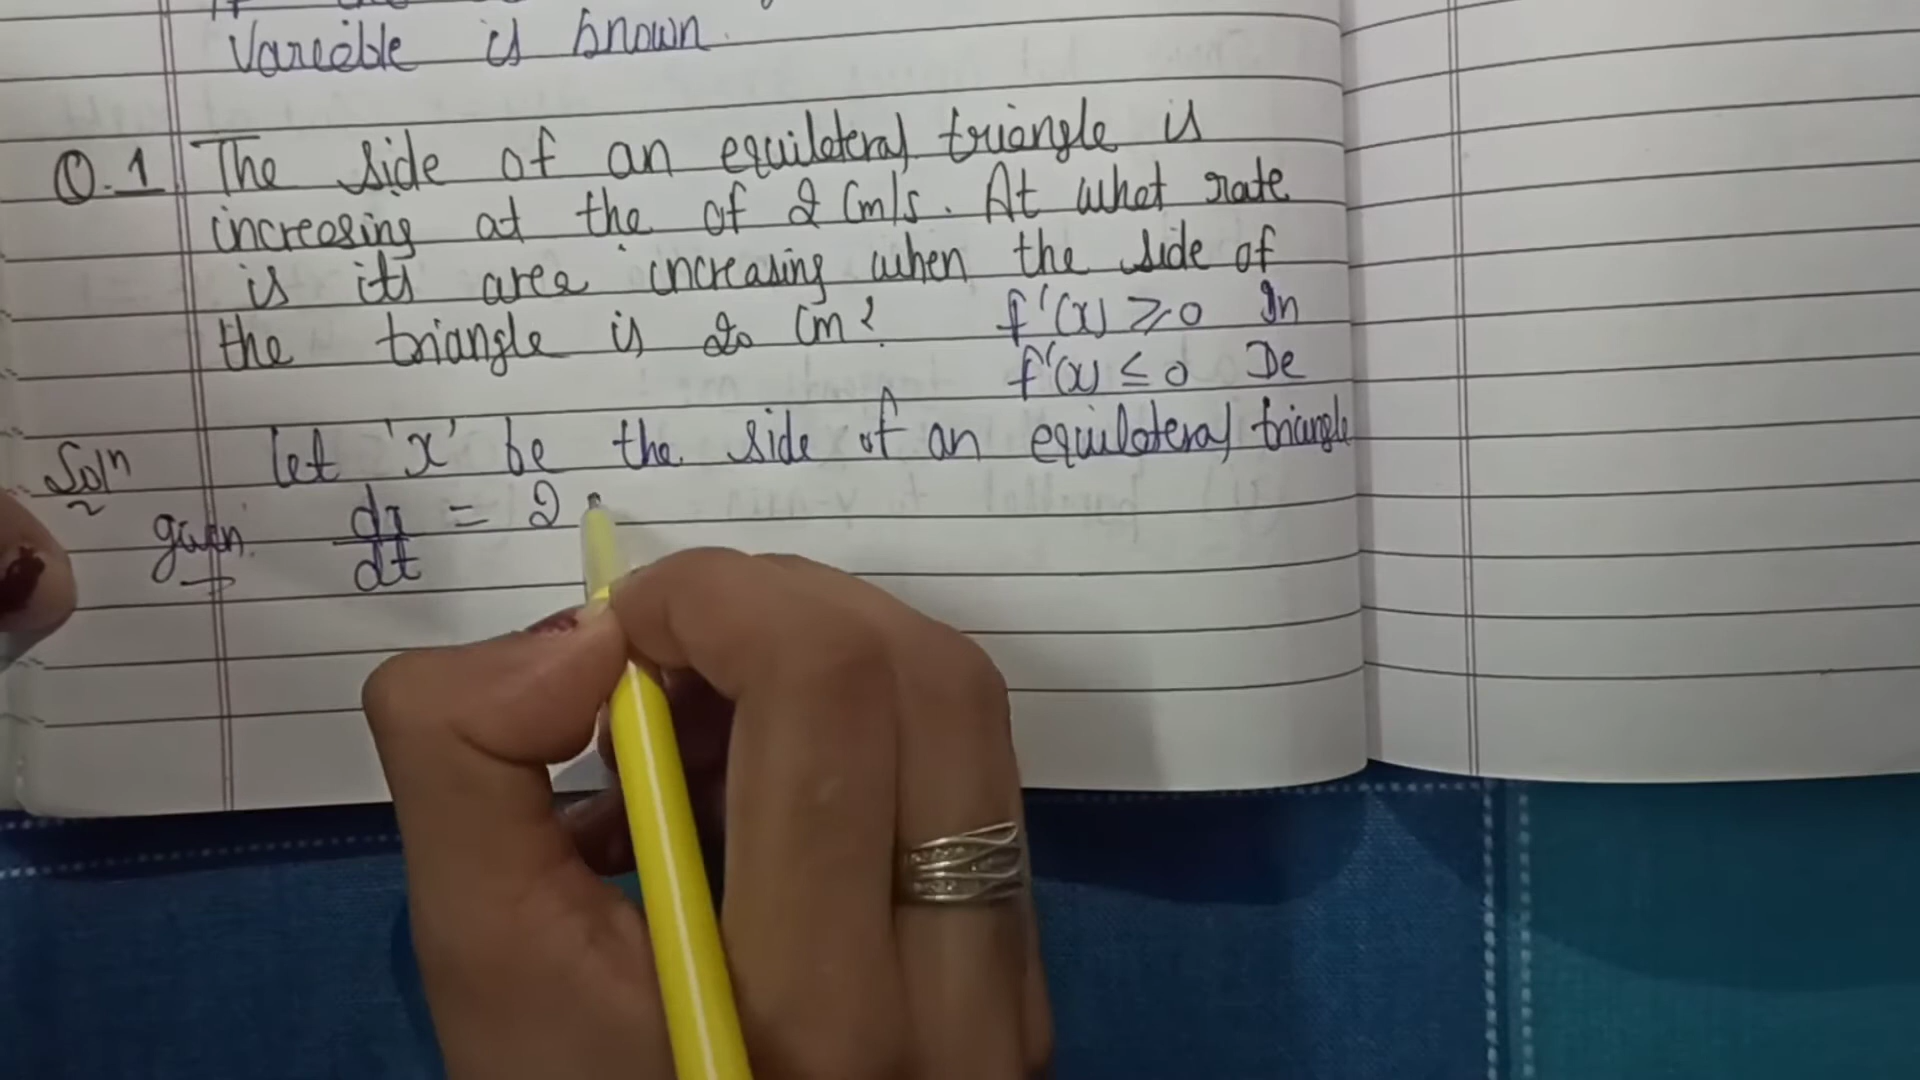 Variable is known.
Q.1 The side of an equilateral triangle is
increasing at the of 2 cm/s. At what rate
is its area increasing when the side of
the triangle is 20 cm?
f'(x) ≥ 0 In
f'(x) ≤ 0 De
Soln let 'x' be the side of an equilateral triangle
given dx/dt = 2